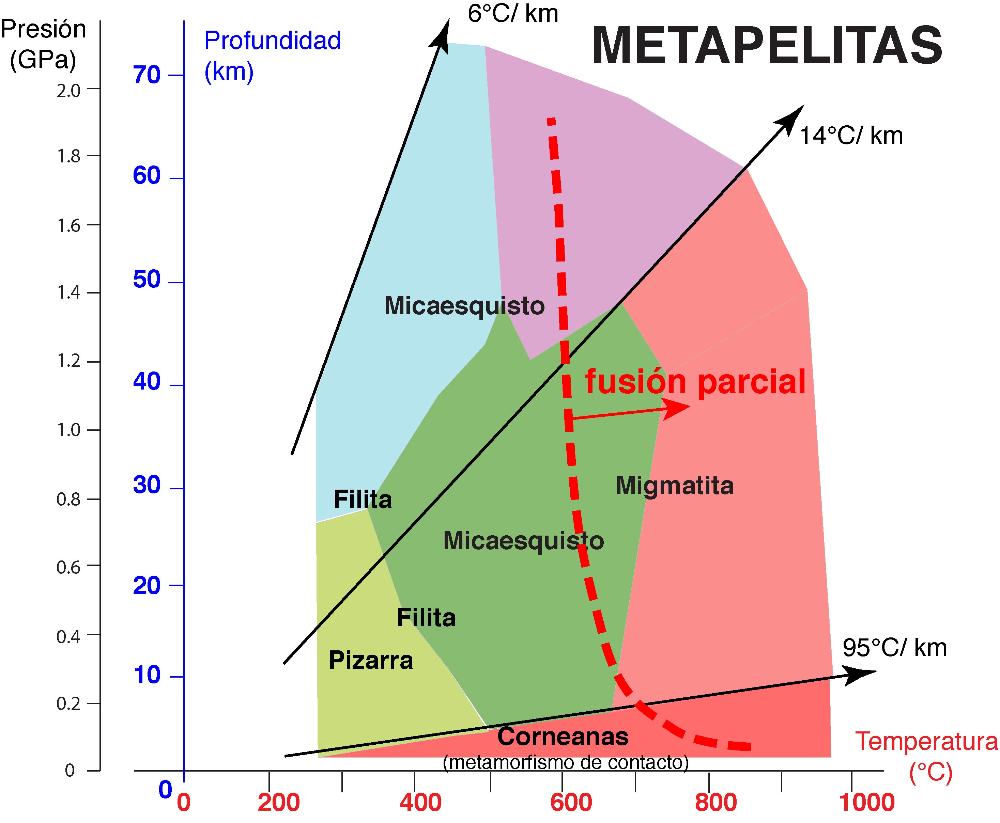 6°C/ km
METAPELITAS
Presión
(GPa)
Profundidad
(km)
70
2.0
14°C/ km
1.8
60
1.6
50
1.4
Micaesquisto
1.2
40
fusión parcial
1.0
30
Migmatita
0.8
Filita
Micaesquisto
0.6
20
Filita
0.4
95°C/ km
Pizarra
10
0.2
Corneanas
(metamorfismo de contacto)
Temperatura
(°C)
0
0
0
200
400
600
800
1000